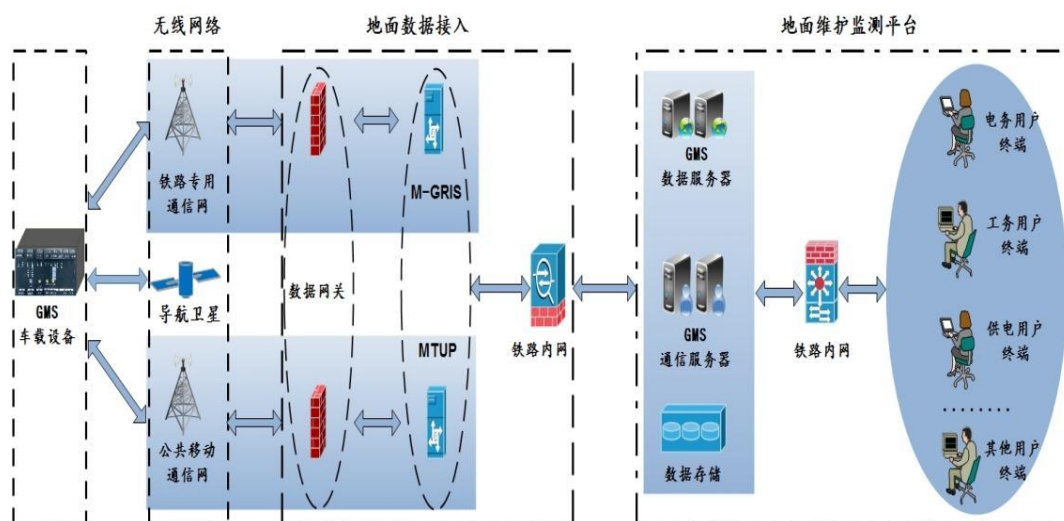 无线网络
地面数据接入
地面维护监测平台
铁路专用
通信网
M-GRIS
GMS
数据服务器
电务用户
终端
工务用户
终端
GMS
车载设备
导航卫星
数据网关
铁路内网
GMS
通信服务器
铁路内网
供电用户
终端
MTUP
公共移动
通信网
数据存储
........
其他用户
终端